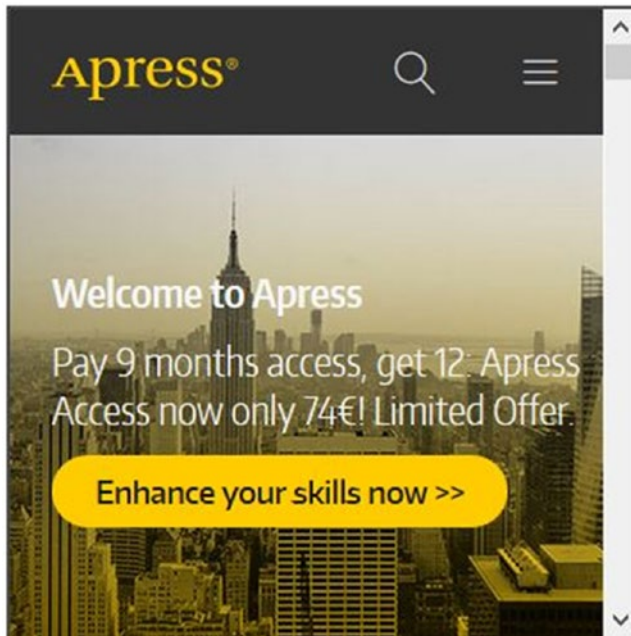 Apress®
Welcome to Apress
Pay 9 months access, get 12: Apress
Access now only 74€! Limited Offer.
Enhance your skills now >>